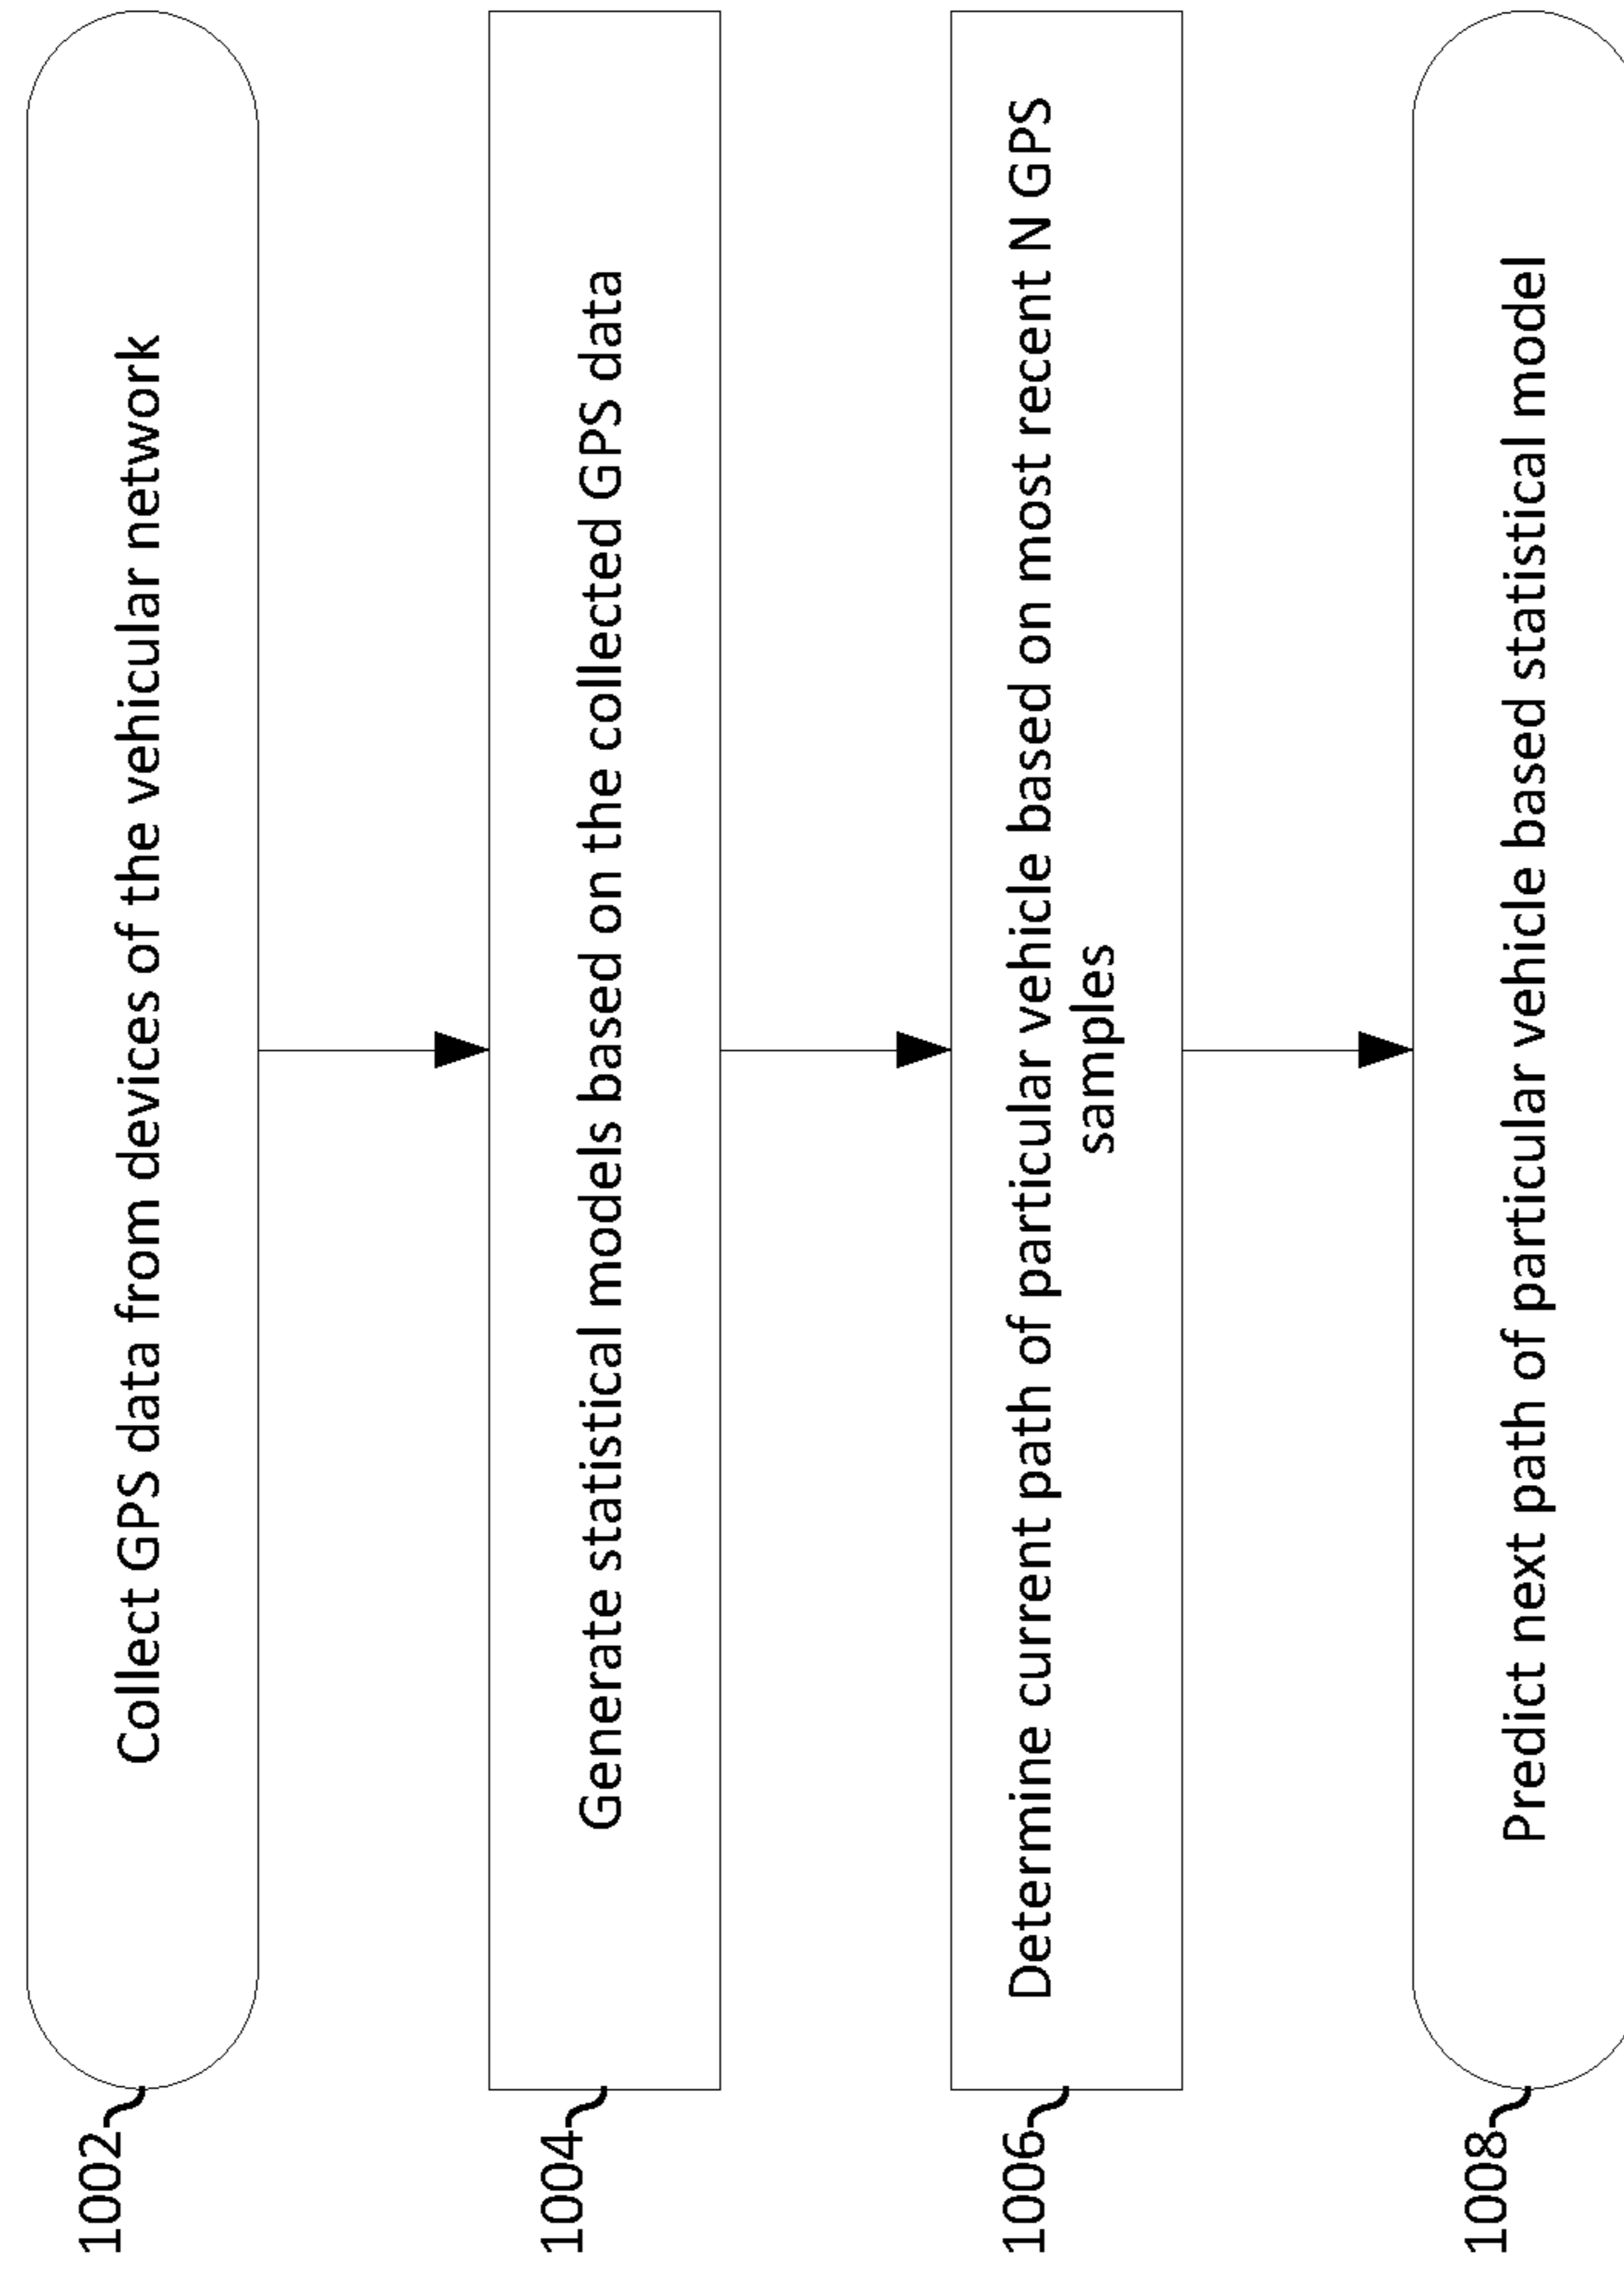 1002
Collect GPS data from devices of the vehicular network
1004
Generate statistical models based on the collected GPS data
1006
Determine current path of particular vehicle based on most recent N GPS
samples
1008
Predict next path of particular vehicle based statistical model